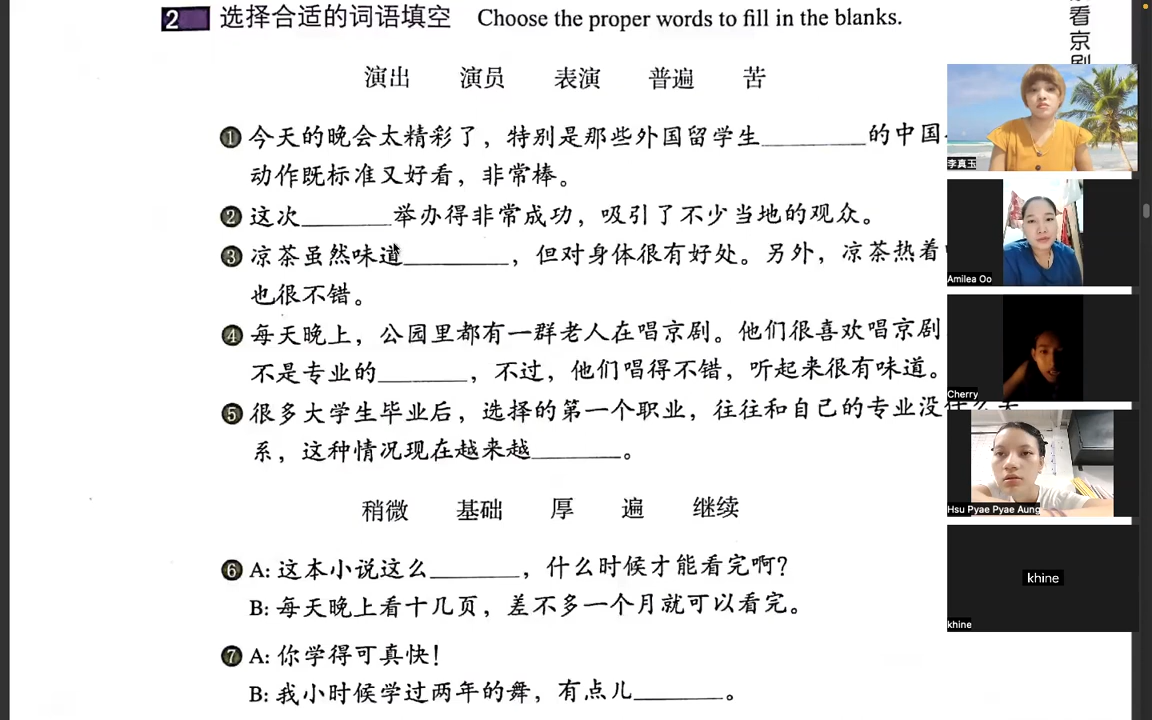 2 选择合适的词语填空 Choose the proper words to fill in the blanks.
看京剧
演出 演员 表演 普遍 苦
❶ 今天的晚会太精彩了，特别是那些外国留学生________的中国
动作既标准又好看，非常棒。
❷ 这次_______举办得非常成功，吸引了不少当地的观众。
❸ 凉茶虽然味道________，但对身体很有好处。另外，凉茶热着
也很不错。
❹ 每天晚上，公园里都有一群老人在唱京剧。他们很喜欢唱京剧
不是专业的_______，不过，他们唱得不错，听起来很有味道。
❺ 很多大学生毕业后，选择的第一个职业，往往和自己的专业没什么关
系，这种情况现在越来越_______。
稍微 基础 厚 遍 继续
❻ A: 这本小说这么_______，什么时候才能看完啊？
B: 每天晚上看十几页，差不多一个月就可以看完。
❼ A: 你学得可真快！
B: 我小时候学过两年的舞，有点儿_______。
李真玉
Amilea Oo
Cherry
Hsu Pyae Pyae Aung
khine
khine